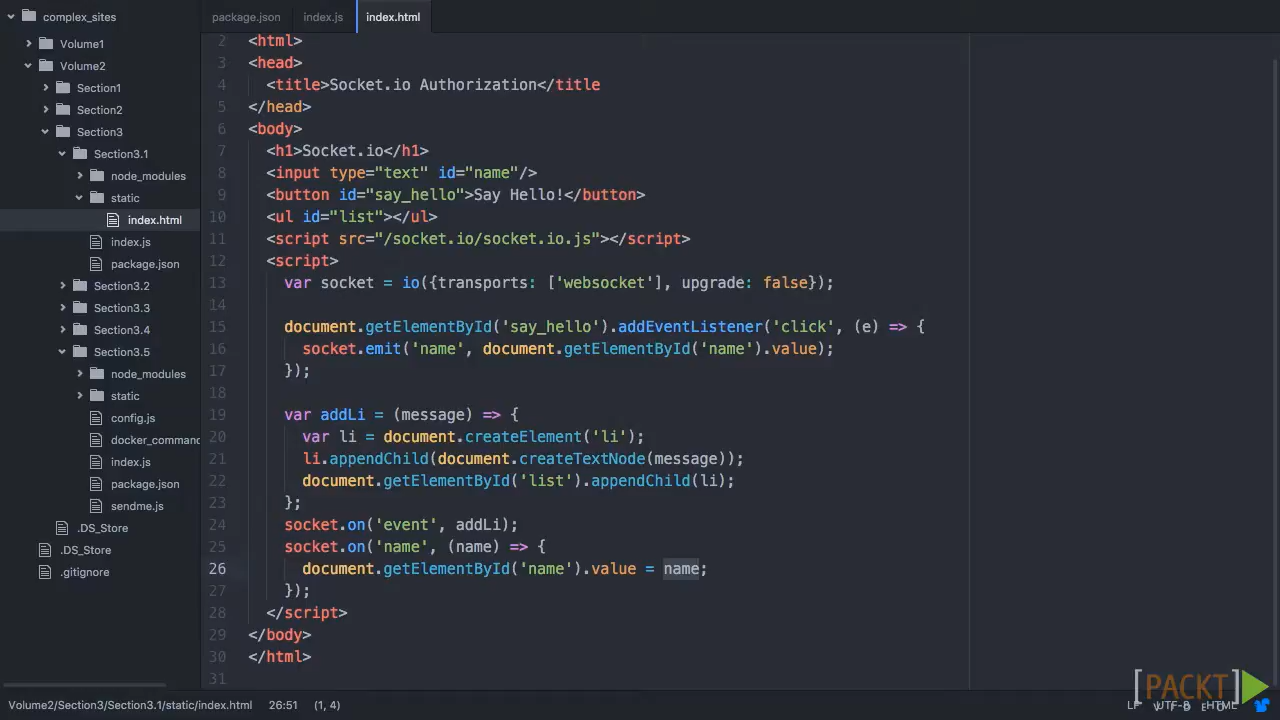 complex_sites
Volume1
Volume2
Section1
Section2
Section3
Section3.1
node_modules
static
index.html
index.js
package.json
Section3.2
Section3.3
Section3.4
Section3.5
node_modules
static
config.js
docker_command
index.js
package.json
sendme.js
.DS_Store
.DS_Store
.gitignore
package.json index.js index.html
2 <html>
3 <head>
4 <title>Socket.io Authorization</title
5 </head>
6 <body>
7 <h1>Socket.io</h1>
8 <input type="text" id="name"/>
9 <button id="say_hello">Say Hello!</button>
10 <ul id="list"></ul>
11 <script src="/socket.io/socket.io.js"></script>
12 <script>
13 var socket = io({transports: ['websocket'], upgrade: false});
14
15 document.getElementById('say_hello').addEventListener('click', (e) => {
16 socket.emit('name', document.getElementById('name').value);
17 });
18
19 var addLi = (message) => {
20 var li = document.createElement('li');
21 li.appendChild(document.createTextNode(message));
22 document.getElementById('list').appendChild(li);
23 };
24 socket.on('event', addLi);
25 socket.on('name', (name) => {
26 document.getElementById('name').value = name;
27 });
28 </script>
29 </body>
30 </html>
31
[PACKT]
Volume2/Section3/Section3.1/static/index.html 26:51 (1, 4) LF UTF-8 HTML